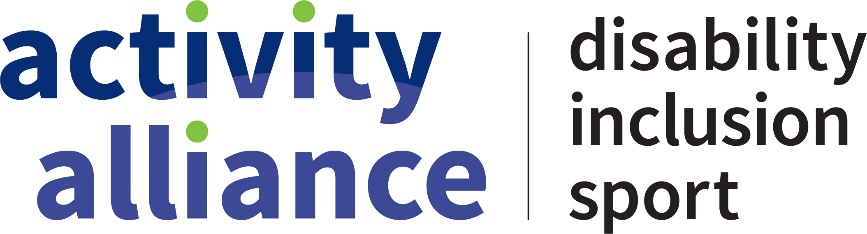 activity
alliance
disability
inclusion
sport